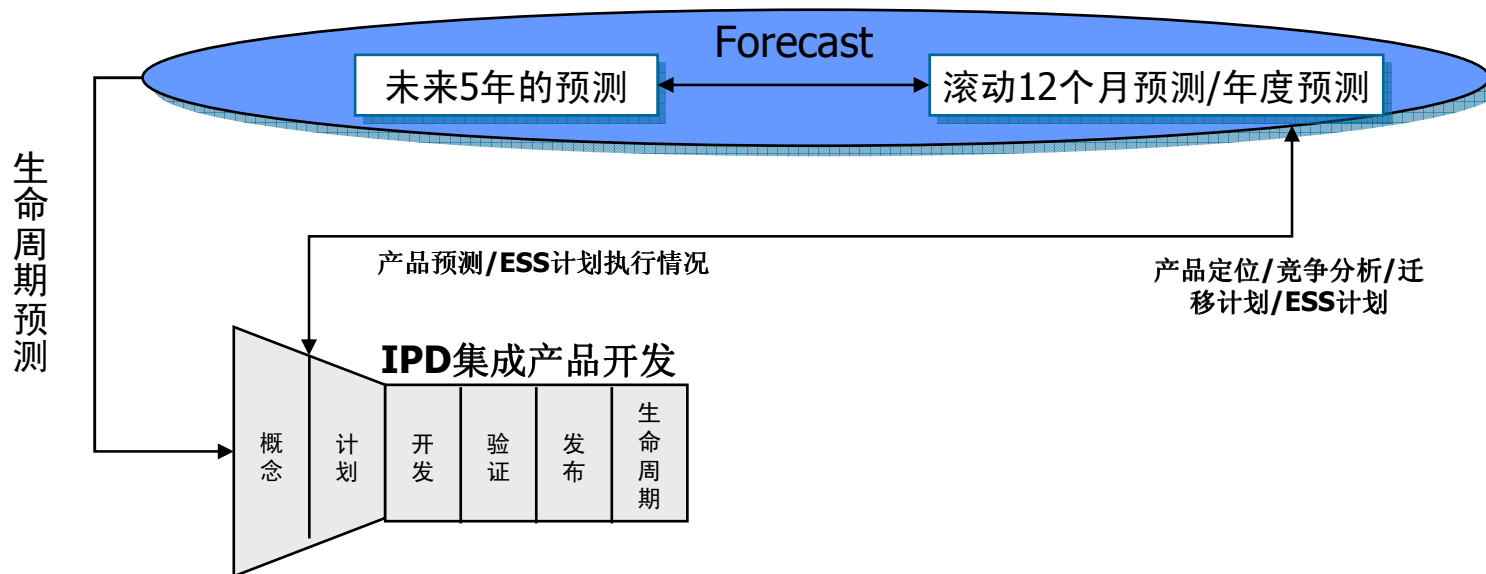 Forecast
未来5年的预测
滚动12个月预测/年度预测
生命周期预测
产品预测/ESS计划执行情况
产品定位/竞争分析/迁
移计划/ESS计划
IPD集成产品开发
概念
计划
开发
验证
发布
生命周期